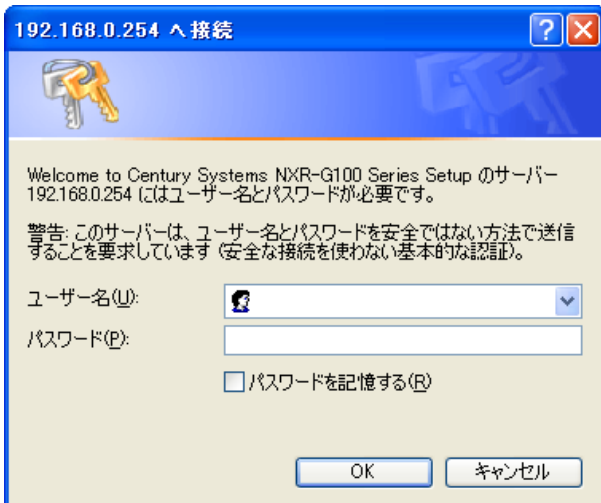 192.168.0.254 へ接続
Welcome to Century Systems NXR-G100 Series Setup のサーバー
192.168.0.254 にはユーザー名とパスワードが必要です。
警告: このサーバーは、ユーザー名とパスワードを安全ではない方法で送信
することを要求しています (安全な接続を使わない基本的な認証)。
ユーザー名(U):
パスワード(P):
パスワードを記憶する(R)
OK キャンセル